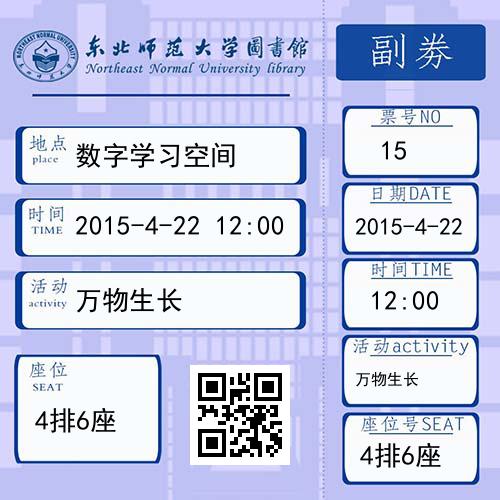 东北师范大学圖書館
Northeast Normal University library
地点
place
数字学习空间
时间
TIME
2015-4-22 12:00
活动
activity
万物生长
座位
SEAT
4排6座
副券
票号NO
15
日期DATE
2015-4-22
时间TIME
12:00
活动activity
万物生长
座位号SEAT
4排6座